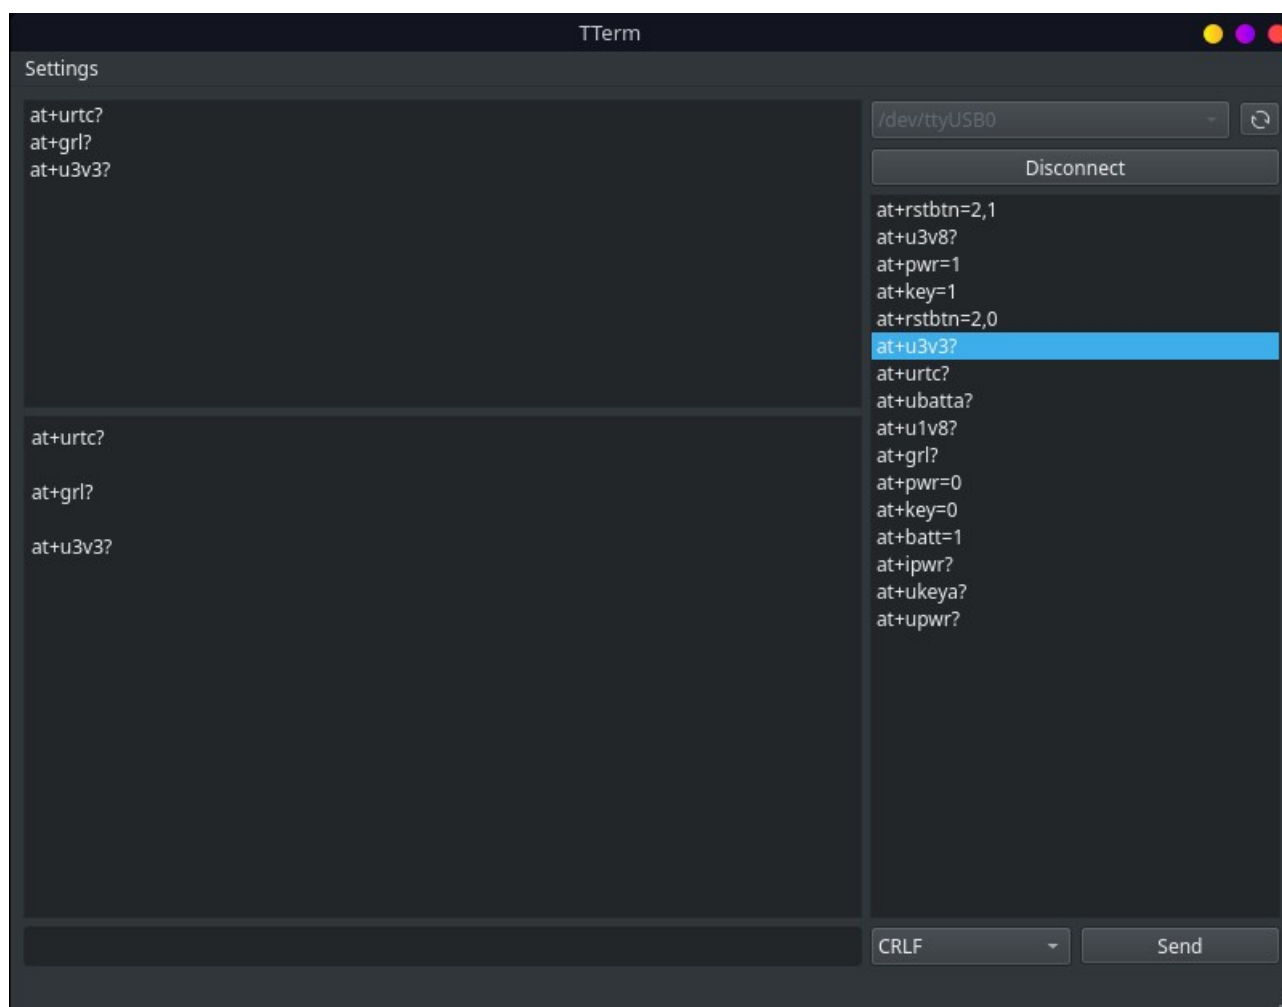 TTerm
Settings
at+urtc?
at+grl?
at+u3v3?
at+urtc?
at+grl?
at+u3v3?
/dev/ttyUSB0
Disconnect
at+rstbtn=2,1
at+u3v8?
at+pwr=1
at+key=1
at+rstbtn=2,0
at+u3v3?
at+urtc?
at+ubatta?
at+u1v8?
at+grl?
at+pwr=0
at+key=0
at+batt=1
at+ipwr?
at+ukeya?
at+upwr?
CRLF
Send